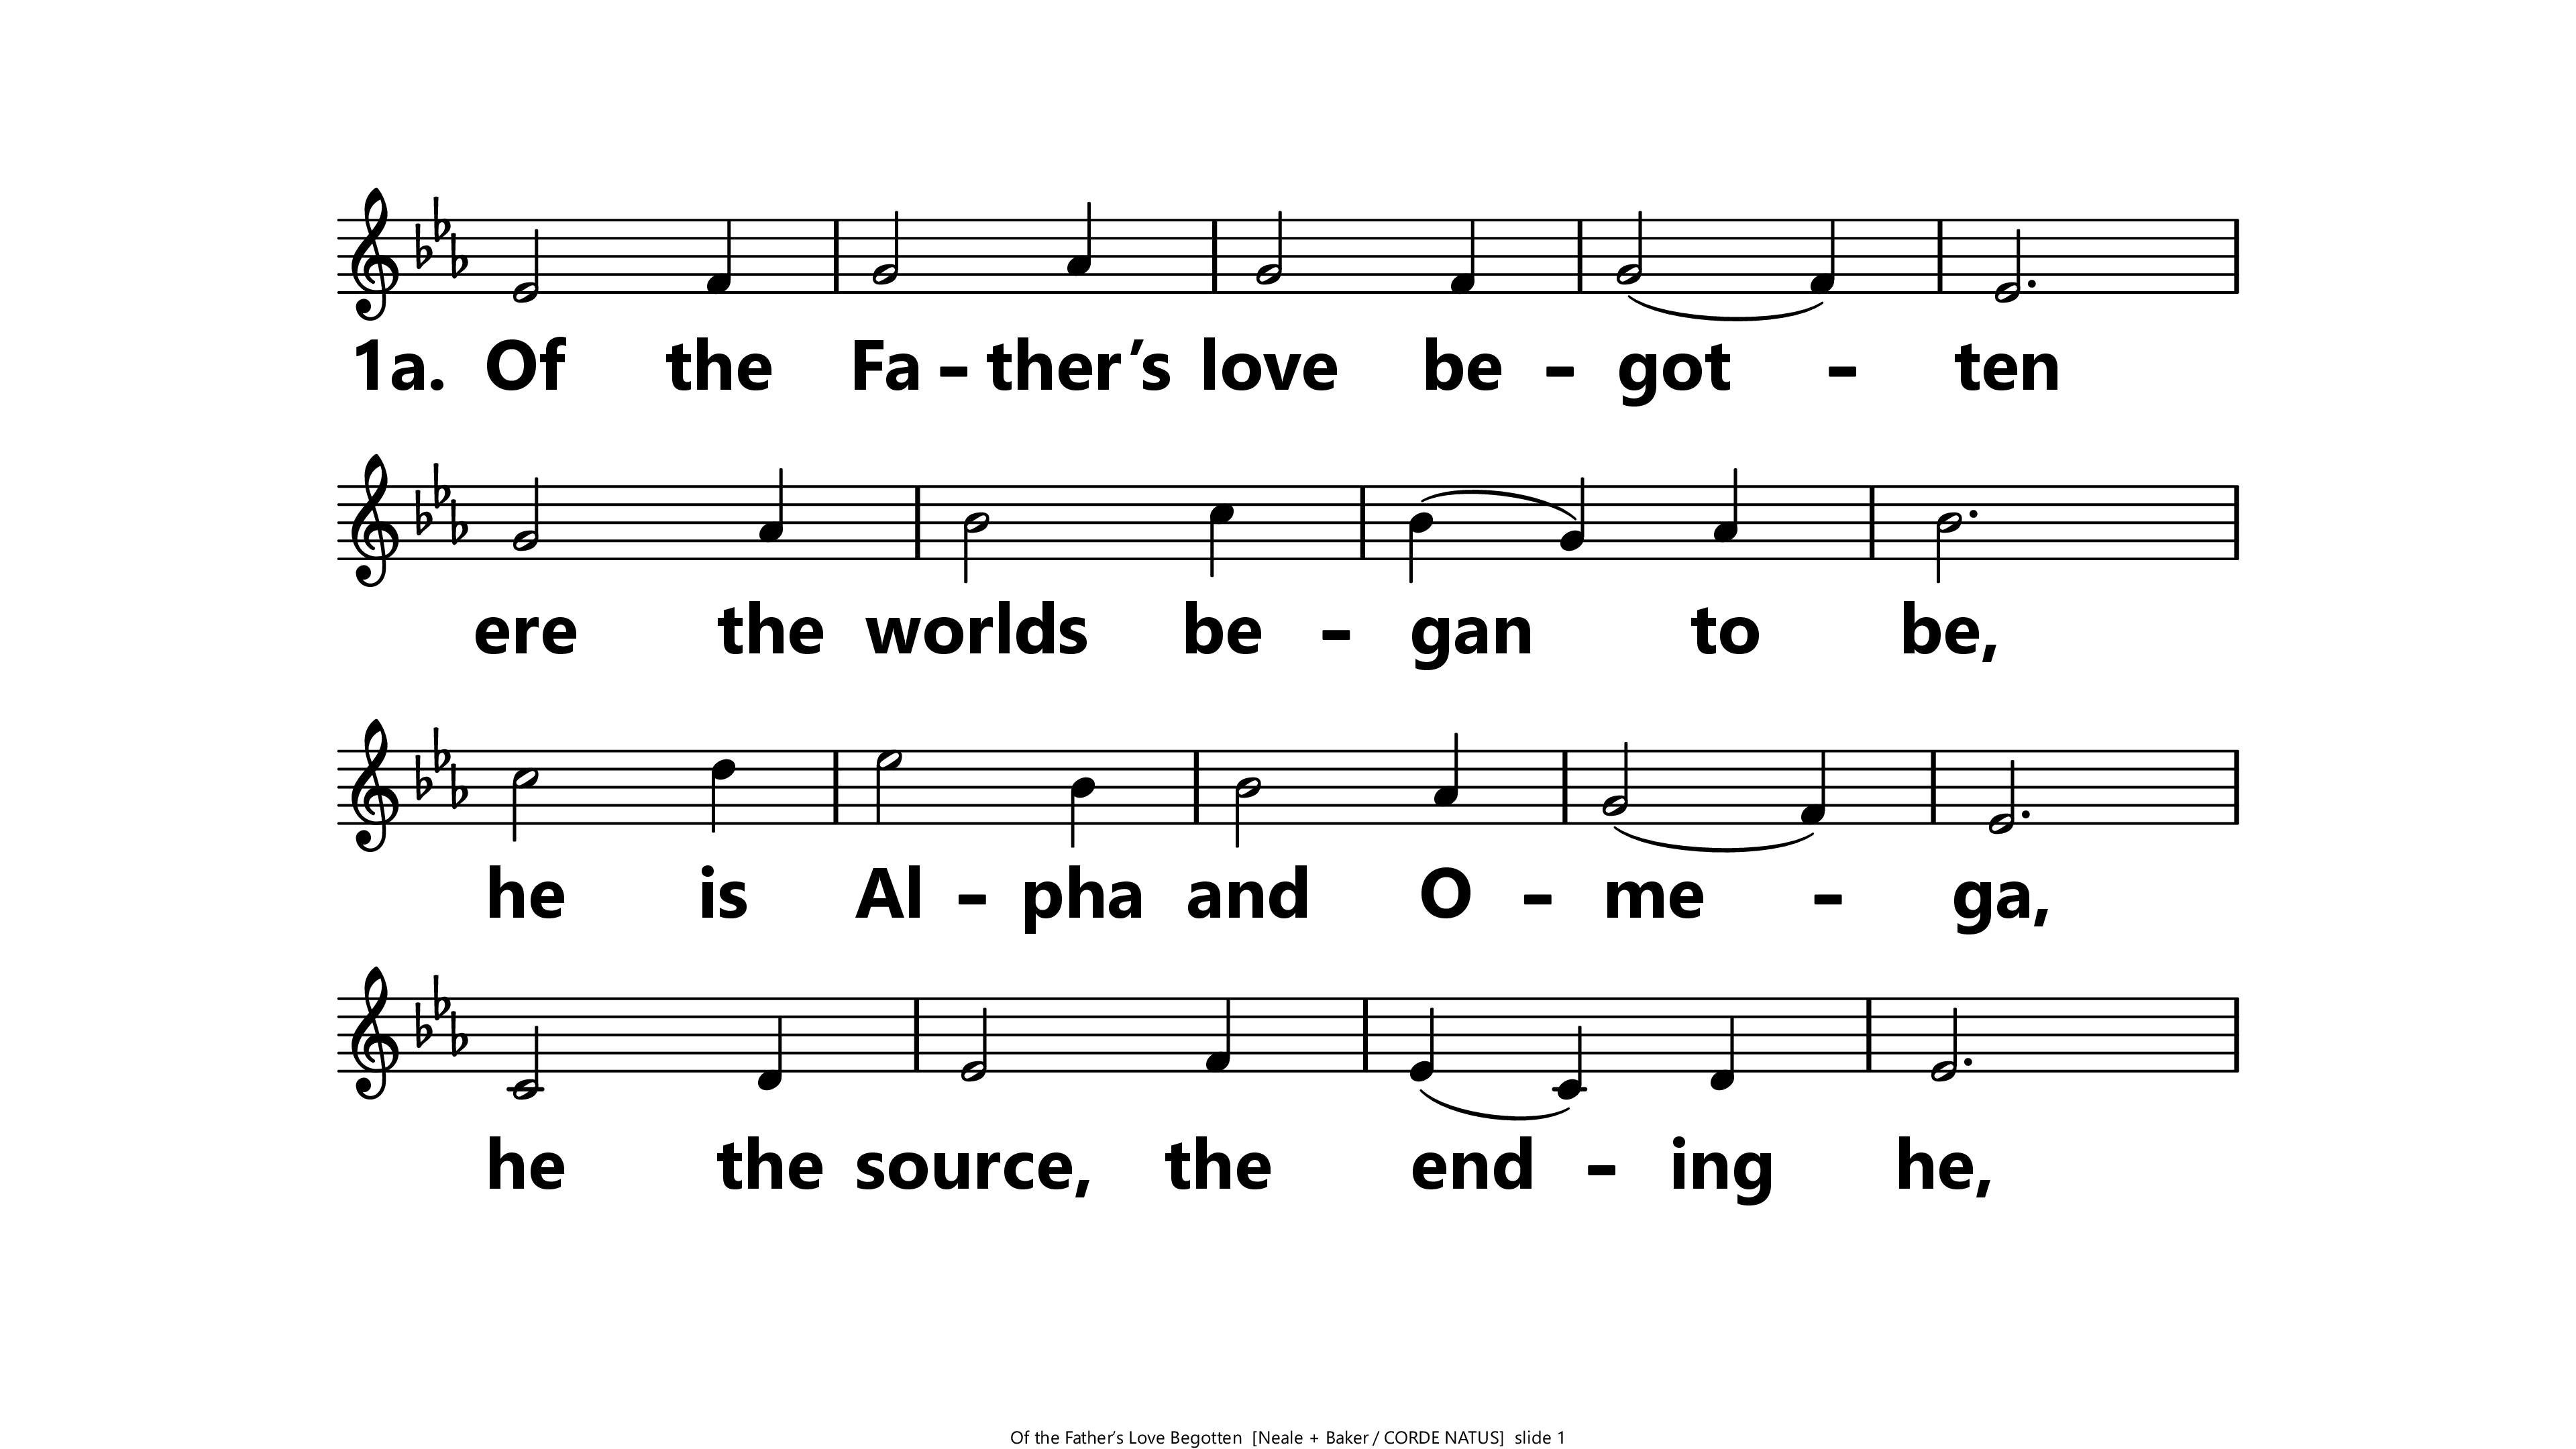 1a. Of the Fa - ther’s love be - got - ten
ere the worlds be - gan to be,
he is Al - pha and O - me - ga,
he the source, the end - ing he,
Of the Father’s Love Begotten [Neale + Baker / CORDE NATUS] slide 1